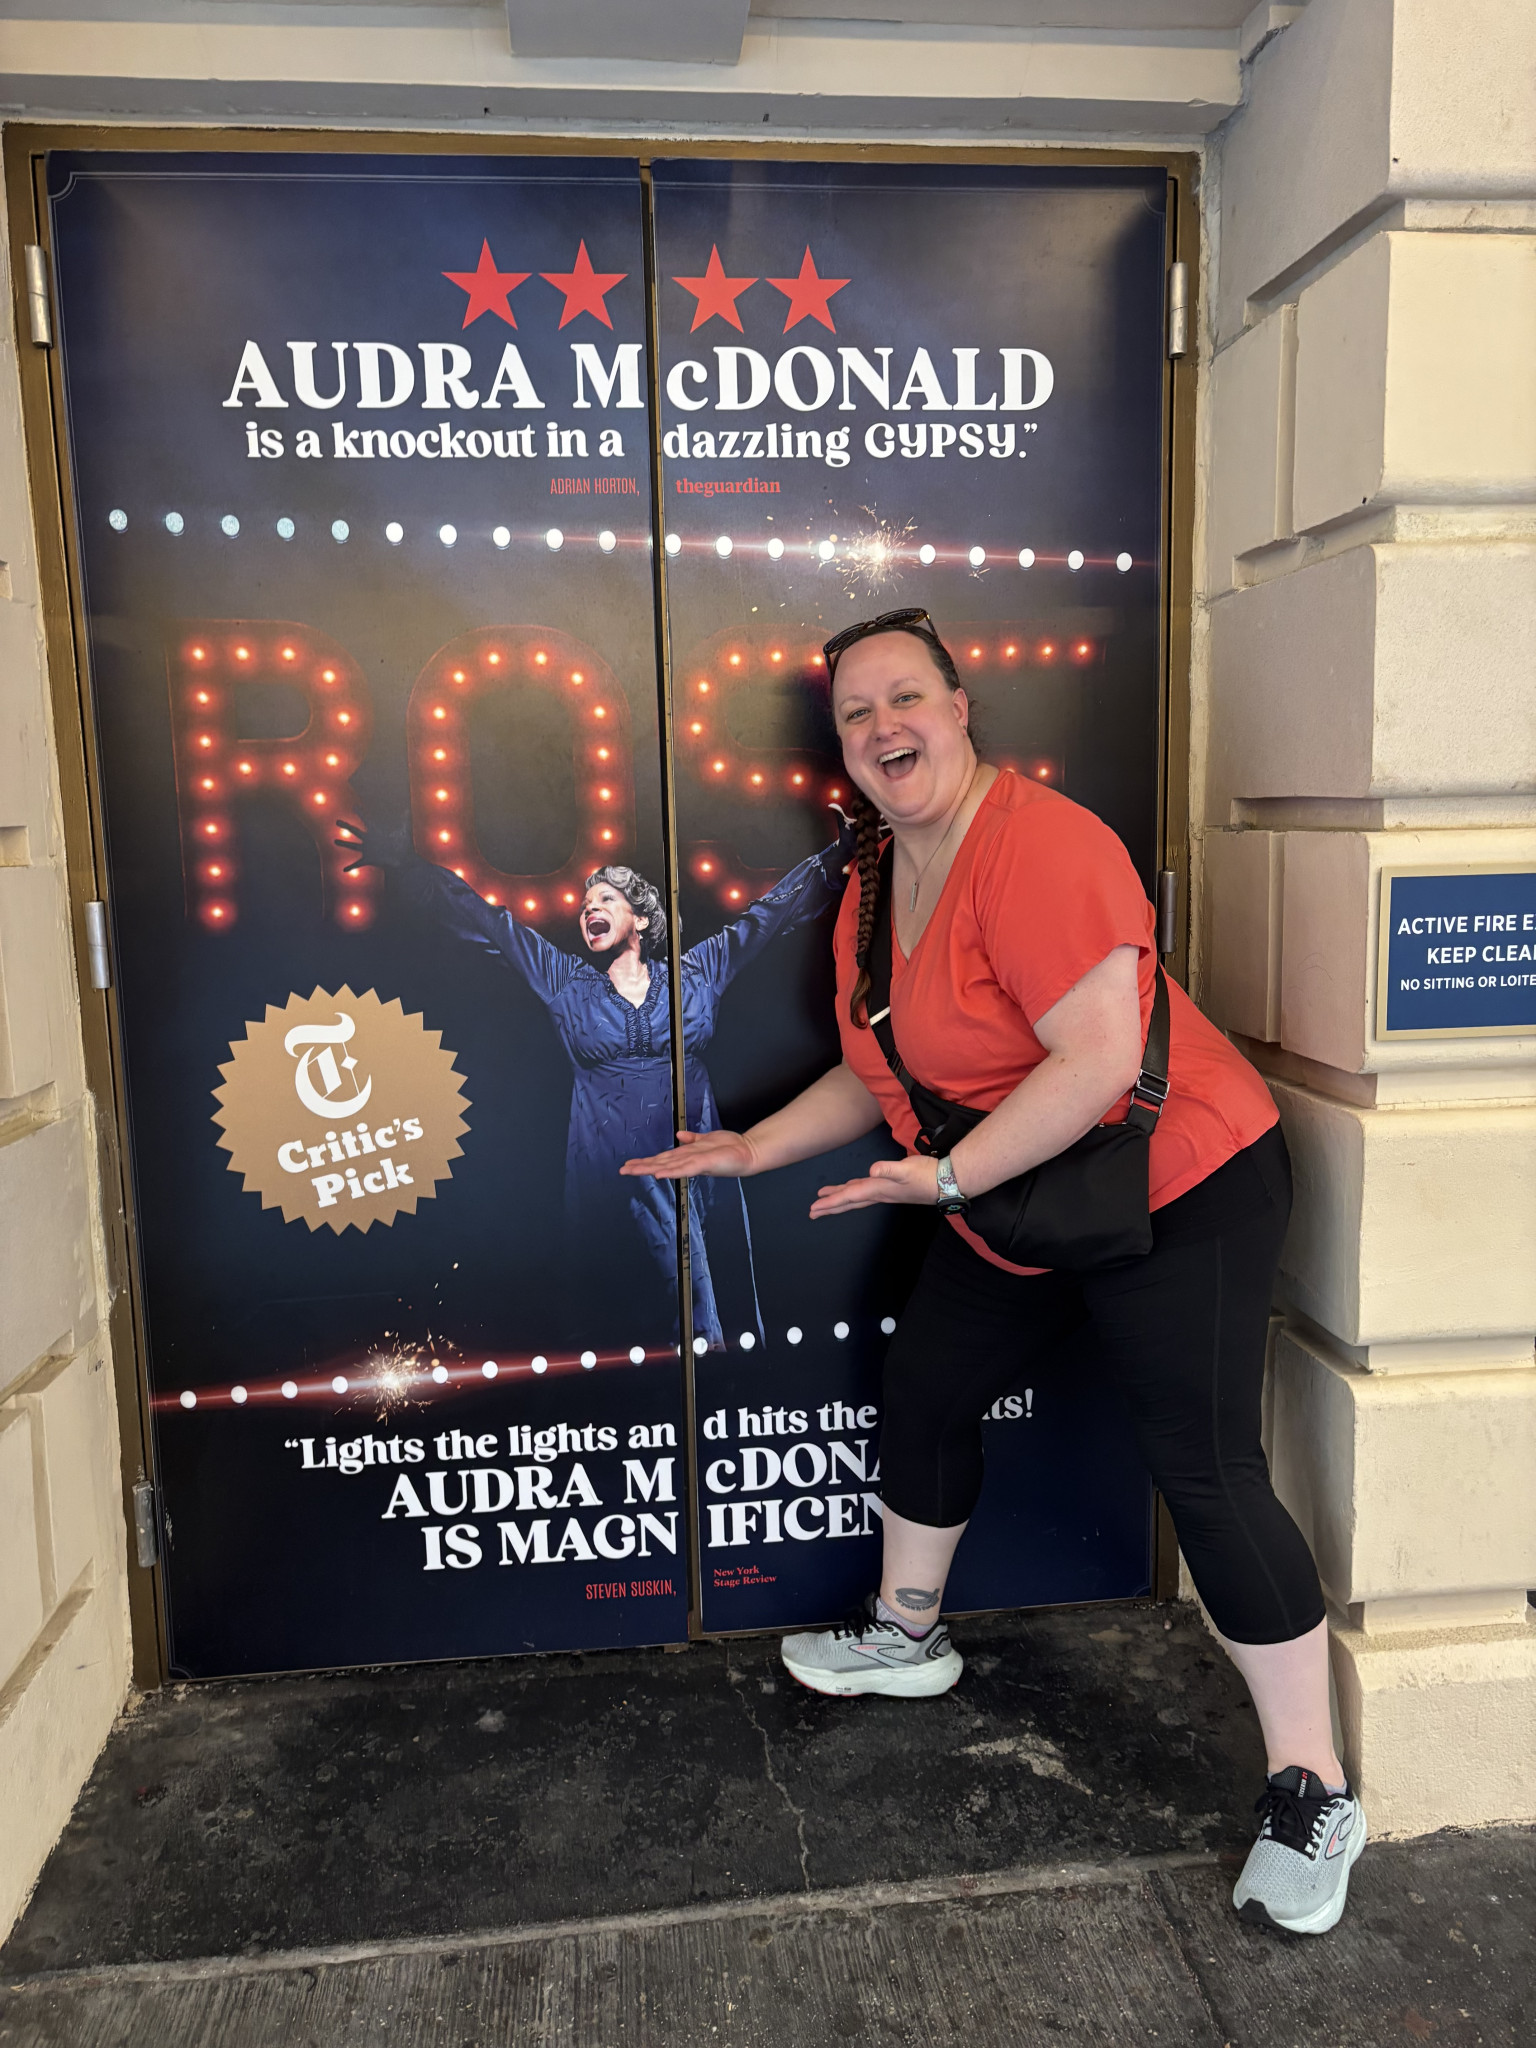 AUDRA McDONALD
is a knockout in a dazzling GYPSY.”
ADRIAN HORTON, theguardian
ROSE
T
Critic’s
Pick
“Lights the lights and hits the
AUDRA McDONA
IS MAGNIFICEN
STEVEN SUSKIN, New York
Stage Review
ACTIVE FIRE E
KEEP CLEA
NO SITTING OR LOITE